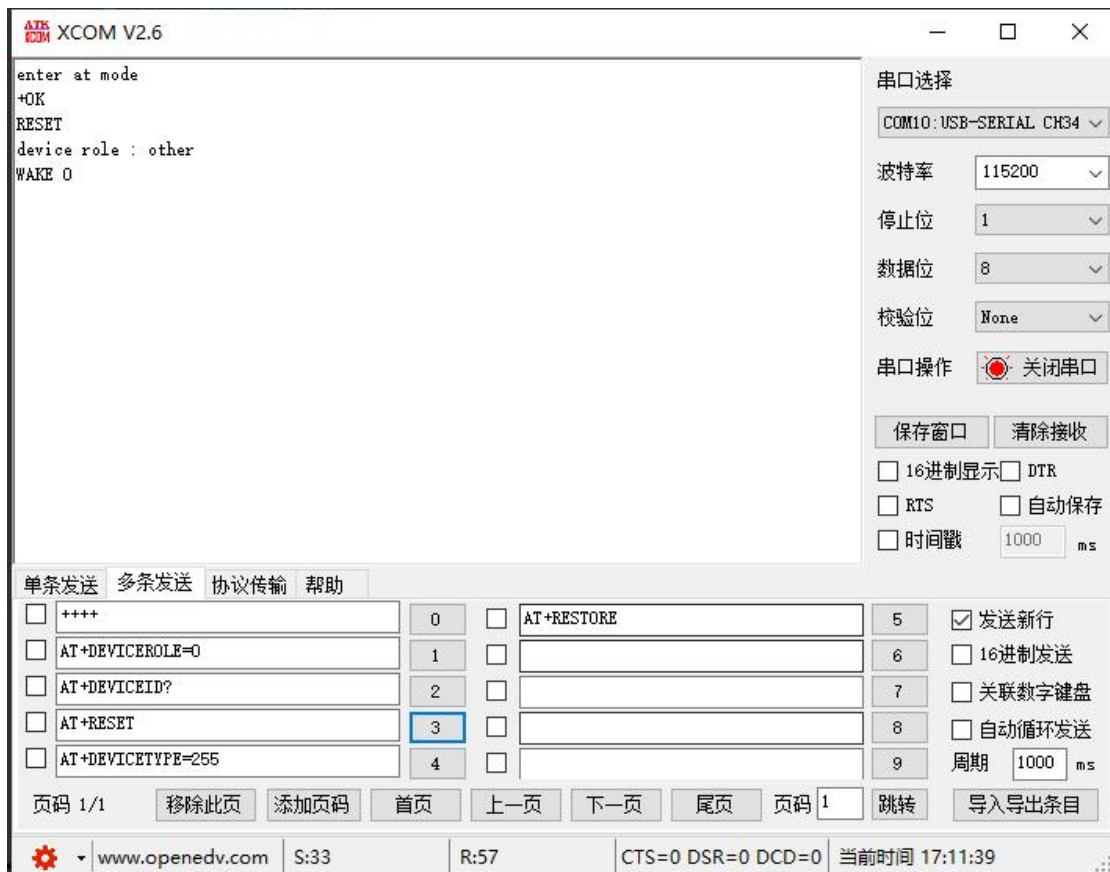 ATK XCOM XCOM V2.6
enter at mode
+OK
RESET
device role : other
WAKE 0
串口选择
COM10:USB-SERIAL CH34
波特率 115200
停止位 1
数据位 8
校验位 None
串口操作 关闭串口
保存窗口 清除接收
16进制显示 DTR
RTS 自动保存
时间戳 1000 ms
单条发送 多条发送 协议传输 帮助
++++ 0 AT+RESTORE 5 发送新行
AT+DEVICEROLE=0 1 6 16进制发送
AT+DEVICEID? 2 7 关联数字键盘
AT+RESET 3 8 自动循环发送
AT+DEVICETYPE=255 4 9 周期 1000 ms
页码 1/1 移除此页 添加页码 首页 上一页 下一页 尾页 页码 1 跳转 导入导出条目
www.openedv.com S:33 R:57 CTS=0 DSR=0 DCD=0 当前时间 17:11:39